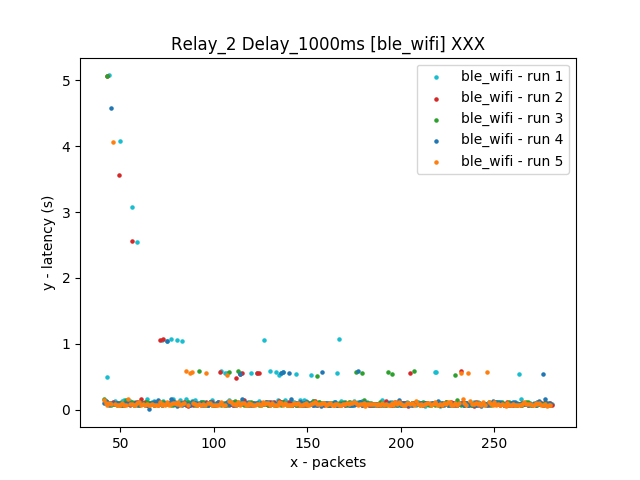 Relay_2 Delay_1000ms [ble_wifi] XXX
ble_wifi - run 1
ble_wifi - run 2
ble_wifi - run 3
ble_wifi - run 4
ble_wifi - run 5
y - latency (s)
5
4
3
2
1
0
50
100
150
200
250
x - packets